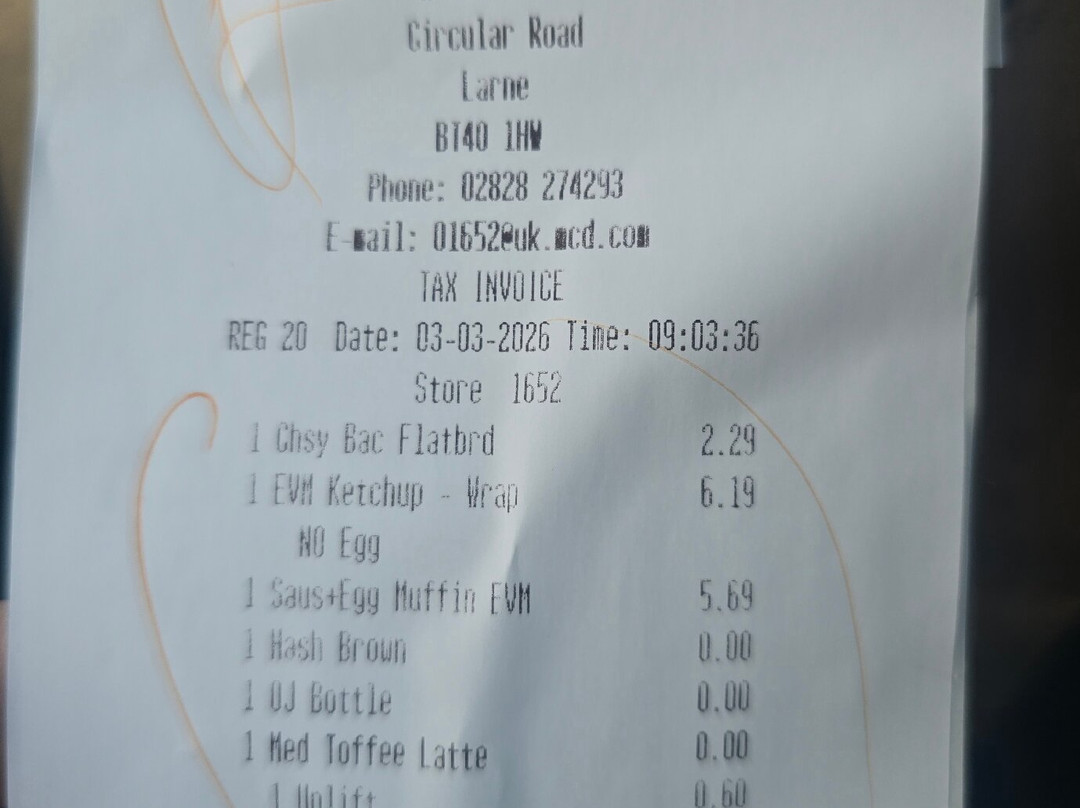 Circular Road
Larne
BT40 1HW
Phone: 02828 274293
E-mail: 01652@uk.mcd.com
TAX INVOICE
REG 20 Date: 03-03-2026 Time: 09:03:36
Store 1652
1 Chsy Bac Flatbrd 2.29
1 EVM Ketchup - Wrap 6.19
NO Egg
1 Saus+Egg Muffin EVM 5.69
1 Hash Brown 0.00
1 OJ Bottle 0.00
1 Med Toffee Latte 0.00
1 Uplift 0.60